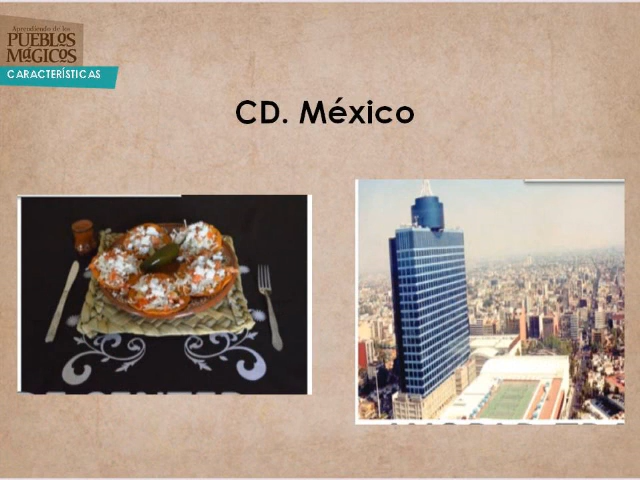 Aprendiendo de los
PUEBLOS
MáGICOS
CARACTERÍSTICAS
CD. México